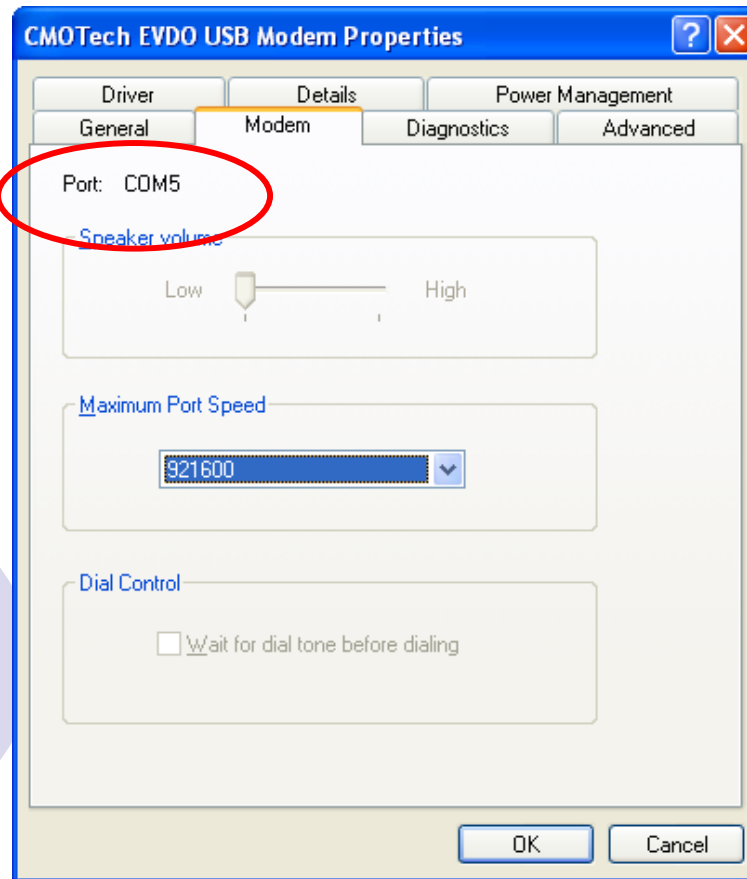 CMOTech EVDO USB Modem Properties
Driver Details Power Management
General Modem Diagnostics Advanced
Port: COM5
Speaker volume
Low High
Maximum Port Speed
921600
Dial Control
Wait for dial tone before dialing
OK Cancel